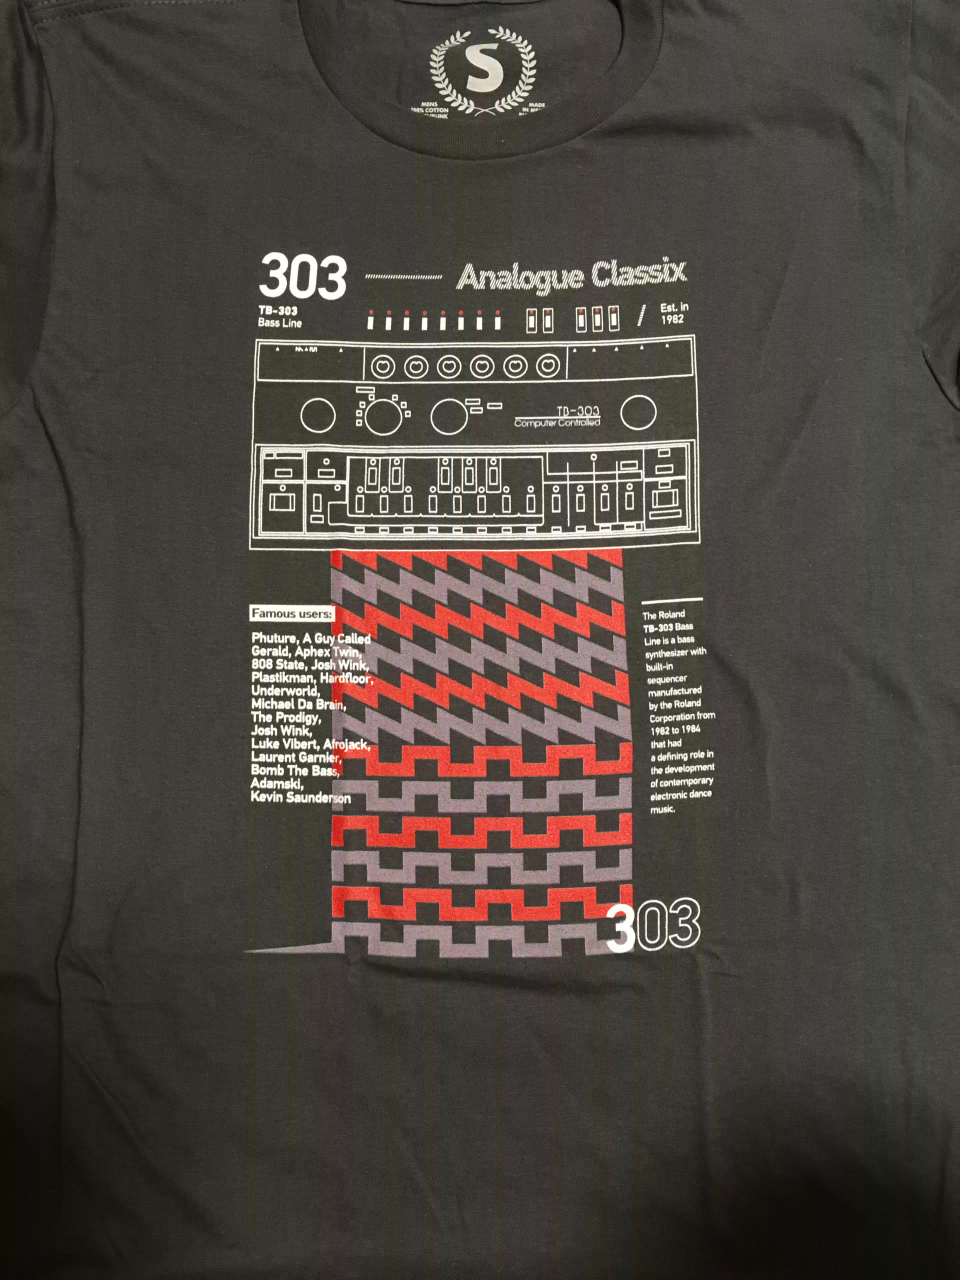 S
MENS
100% COTTON
MADE
303
Analogue Classix
TB-303
Bass Line
Est. in
1982
TB-303
Computer Controlled
Famous users:
Phuture, A Guy Called
Gerald, Aphex Twin,
808 State, Josh Wink,
Plastikman, Hardfloor,
Underworld,
Michael Da Brain,
The Prodigy,
Josh Wink,
Luke Vibert, Afrojack,
Laurent Garnier,
Bomb The Bass,
Adamski,
Kevin Saunderson
The Roland
TB-303 Bass
Line is a bass
synthesizer with
built-in
sequencer
manufactured
by the Roland
Corporation from
1982 to 1984
that had
a defining role in
the development
of contemporary
electronic dance
music.
303